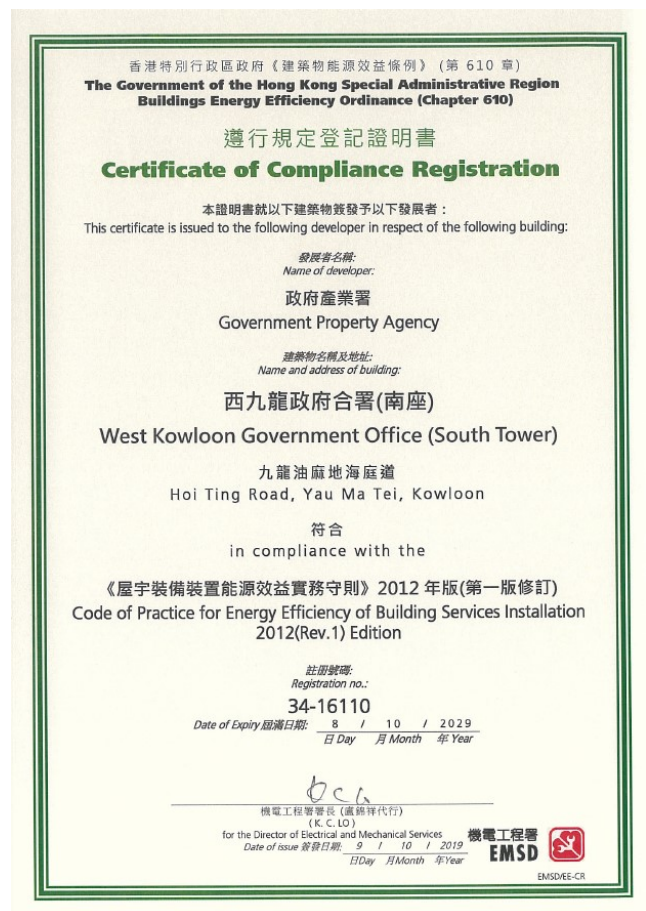 香港特別行政區政府《建築物能源效益條例》 (第 610 章)
The Government of the Hong Kong Special Administrative Region
Buildings Energy Efficiency Ordinance (Chapter 610)
遵行規定登記證明書
Certificate of Compliance Registration
本證明書就以下建築物簽發予以下發展者：
This certificate is issued to the following developer in respect of the following building:
發展者名稱:
Name of developer:
政府產業署
Government Property Agency
建築物名稱及地址:
Name and address of building:
西九龍政府合署(南座)
West Kowloon Government Office (South Tower)
九龍油麻地海庭道
Hoi Ting Road, Yau Ma Tei, Kowloon
符合
in compliance with the
《屋宇裝備裝置能源效益實務守則》2012 年版(第一版修訂)
Code of Practice for Energy Efficiency of Building Services Installation
2012(Rev.1) Edition
註冊號碼:
Registration no.:
34-16110
Date of Expiry 屆滿日期: 8 / 10 / 2029
日 Day 月 Month 年 Year
機電工程署署長 (盧錦祥代行)
(K. C. LO)
for the Director of Electrical and Mechanical Services
Date of issue 簽發日期: 9 / 10 / 2019
日Day 月Month 年Year
機電工程署
EMSD
EMSD/EE-CR